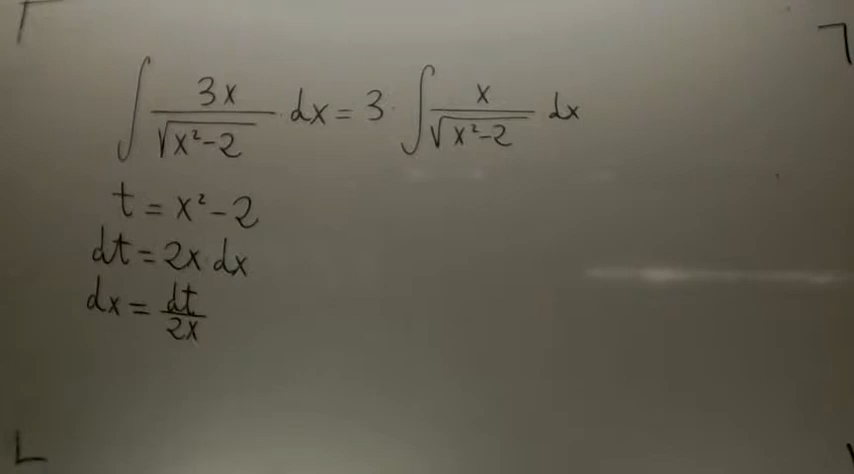 ∫ 3x/√(x²-2) · dx = 3 · ∫ x/√(x²-2) dx
t = x² - 2
dt = 2x dx
dx = dt/2x